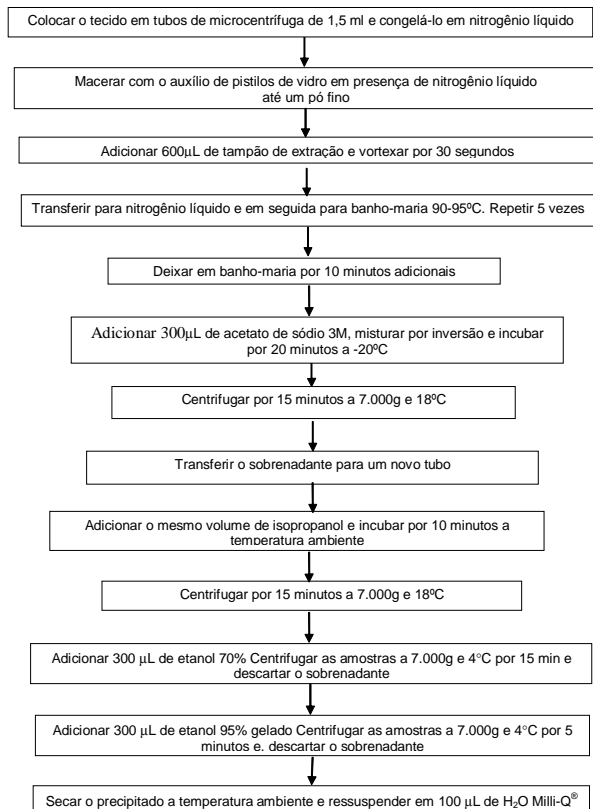 Colocar o tecido em tubos de microcentrífuga de 1,5 ml e congelá-lo em nitrogênio líquido
Macerar com o auxílio de pistilos de vidro em presença de nitrogênio líquido
até um pó fino
Adicionar 600µL de tampão de extração e vortexar por 30 segundos
Transferir para nitrogênio líquido e em seguida para banho-maria 90-95ºC. Repetir 5 vezes
Deixar em banho-maria por 10 minutos adicionais
Adicionar 300µL de acetato de sódio 3M, misturar por inversão e incubar
por 20 minutos a -20ºC
Centrifugar por 15 minutos a 7.000g e 18ºC
Transferir o sobrenadante para um novo tubo
Adicionar o mesmo volume de isopropanol e incubar por 10 minutos a
temperatura ambiente
Centrifugar por 15 minutos a 7.000g e 18ºC
Adicionar 300 µL de etanol 70% Centrifugar as amostras a 7.000g e 4°C por 15 min e
descartar o sobrenadante
Adicionar 300 µL de etanol 95% gelado Centrifugar as amostras a 7.000g e 4°C por 5
minutos e. descartar o sobrenadante
Secar o precipitado a temperatura ambiente e ressuspender em 100 µL de H₂O Milli-Q®